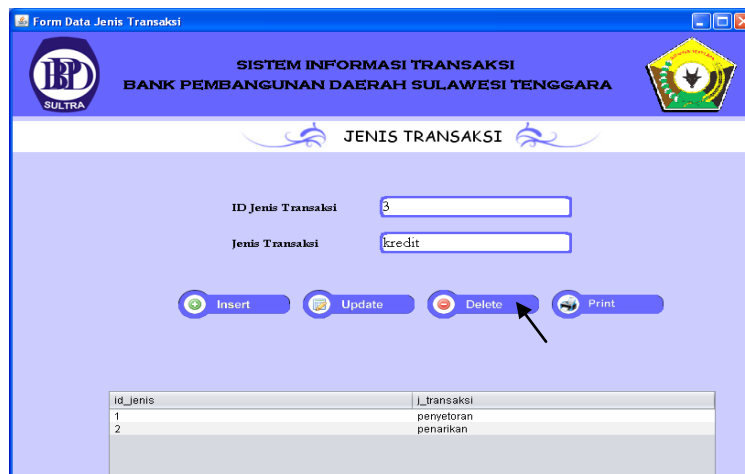 Form Data Jenis Transaksi
BPD
SULTRA
SISTEM INFORMASI TRANSAKSI
BANK PEMBANGUNAN DAERAH SULAWESI TENGGARA
JENIS TRANSAKSI
ID Jenis Transaksi 3
Jenis Transaksi kredit
Insert Update Delete Print
id_jenis j_transaksi
1 penyetoran
2 penarikan